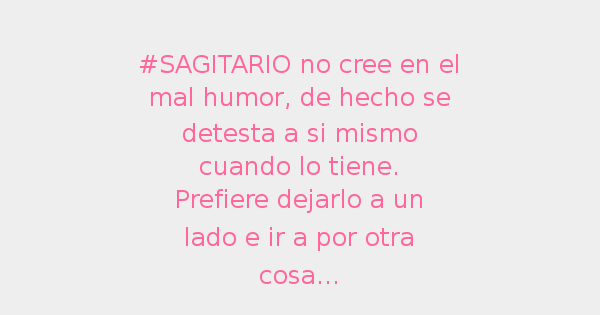 #SAGITARIO no cree en el
mal humor, de hecho se
detesta a si mismo
cuando lo tiene.
Prefiere dejarlo a un
lado e ir a por otra
cosa...